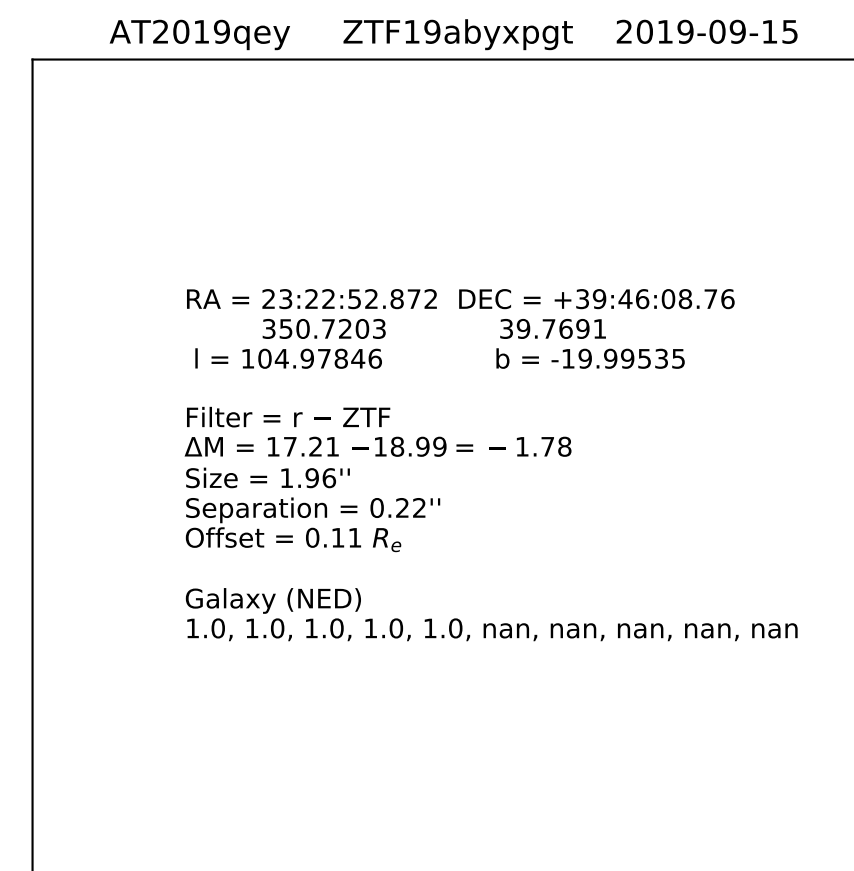 AT2019qey ZTF19abyxpgt 2019-09-15
RA = 23:22:52.872 DEC = +39:46:08.76
350.7203 39.7691
l = 104.97846 b = -19.99535
Filter = r − ZTF
ΔM = 17.21 −18.99 = − 1.78
Size = 1.96''
Separation = 0.22''
Offset = 0.11 Re
Galaxy (NED)
1.0, 1.0, 1.0, 1.0, 1.0, nan, nan, nan, nan, nan